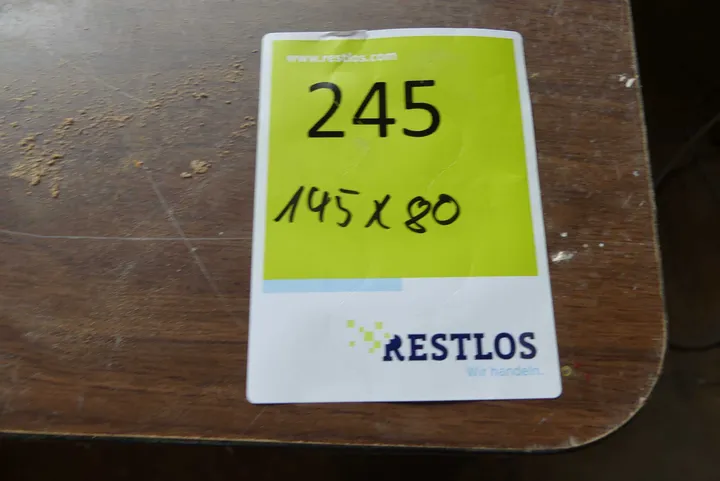 www.restlos.com
245
145 x 80
RESTLOS
Wir handeln.